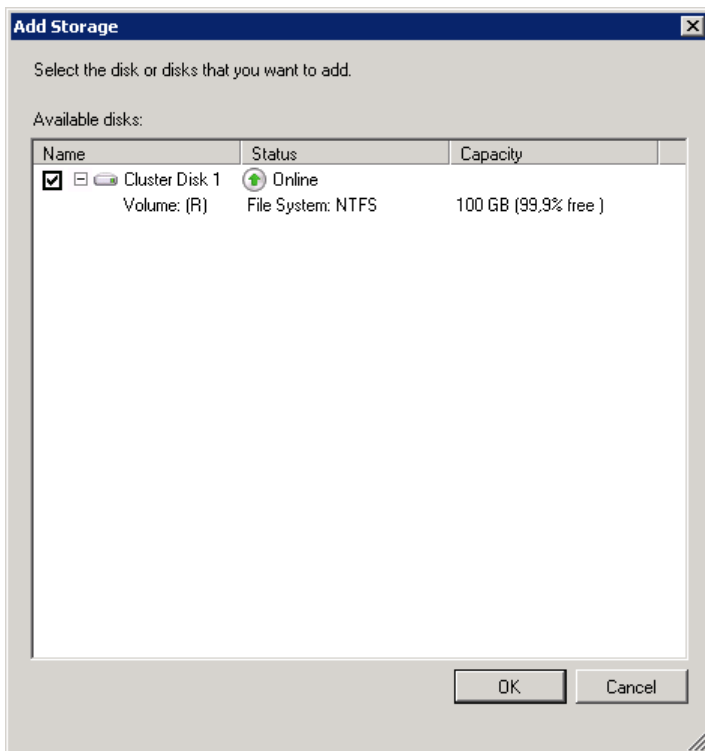 Add Storage
Select the disk or disks that you want to add.
Available disks:
Name Status Capacity
Cluster Disk 1 Online
Volume: (R) File System: NTFS 100 GB (99,9% free )
OK Cancel